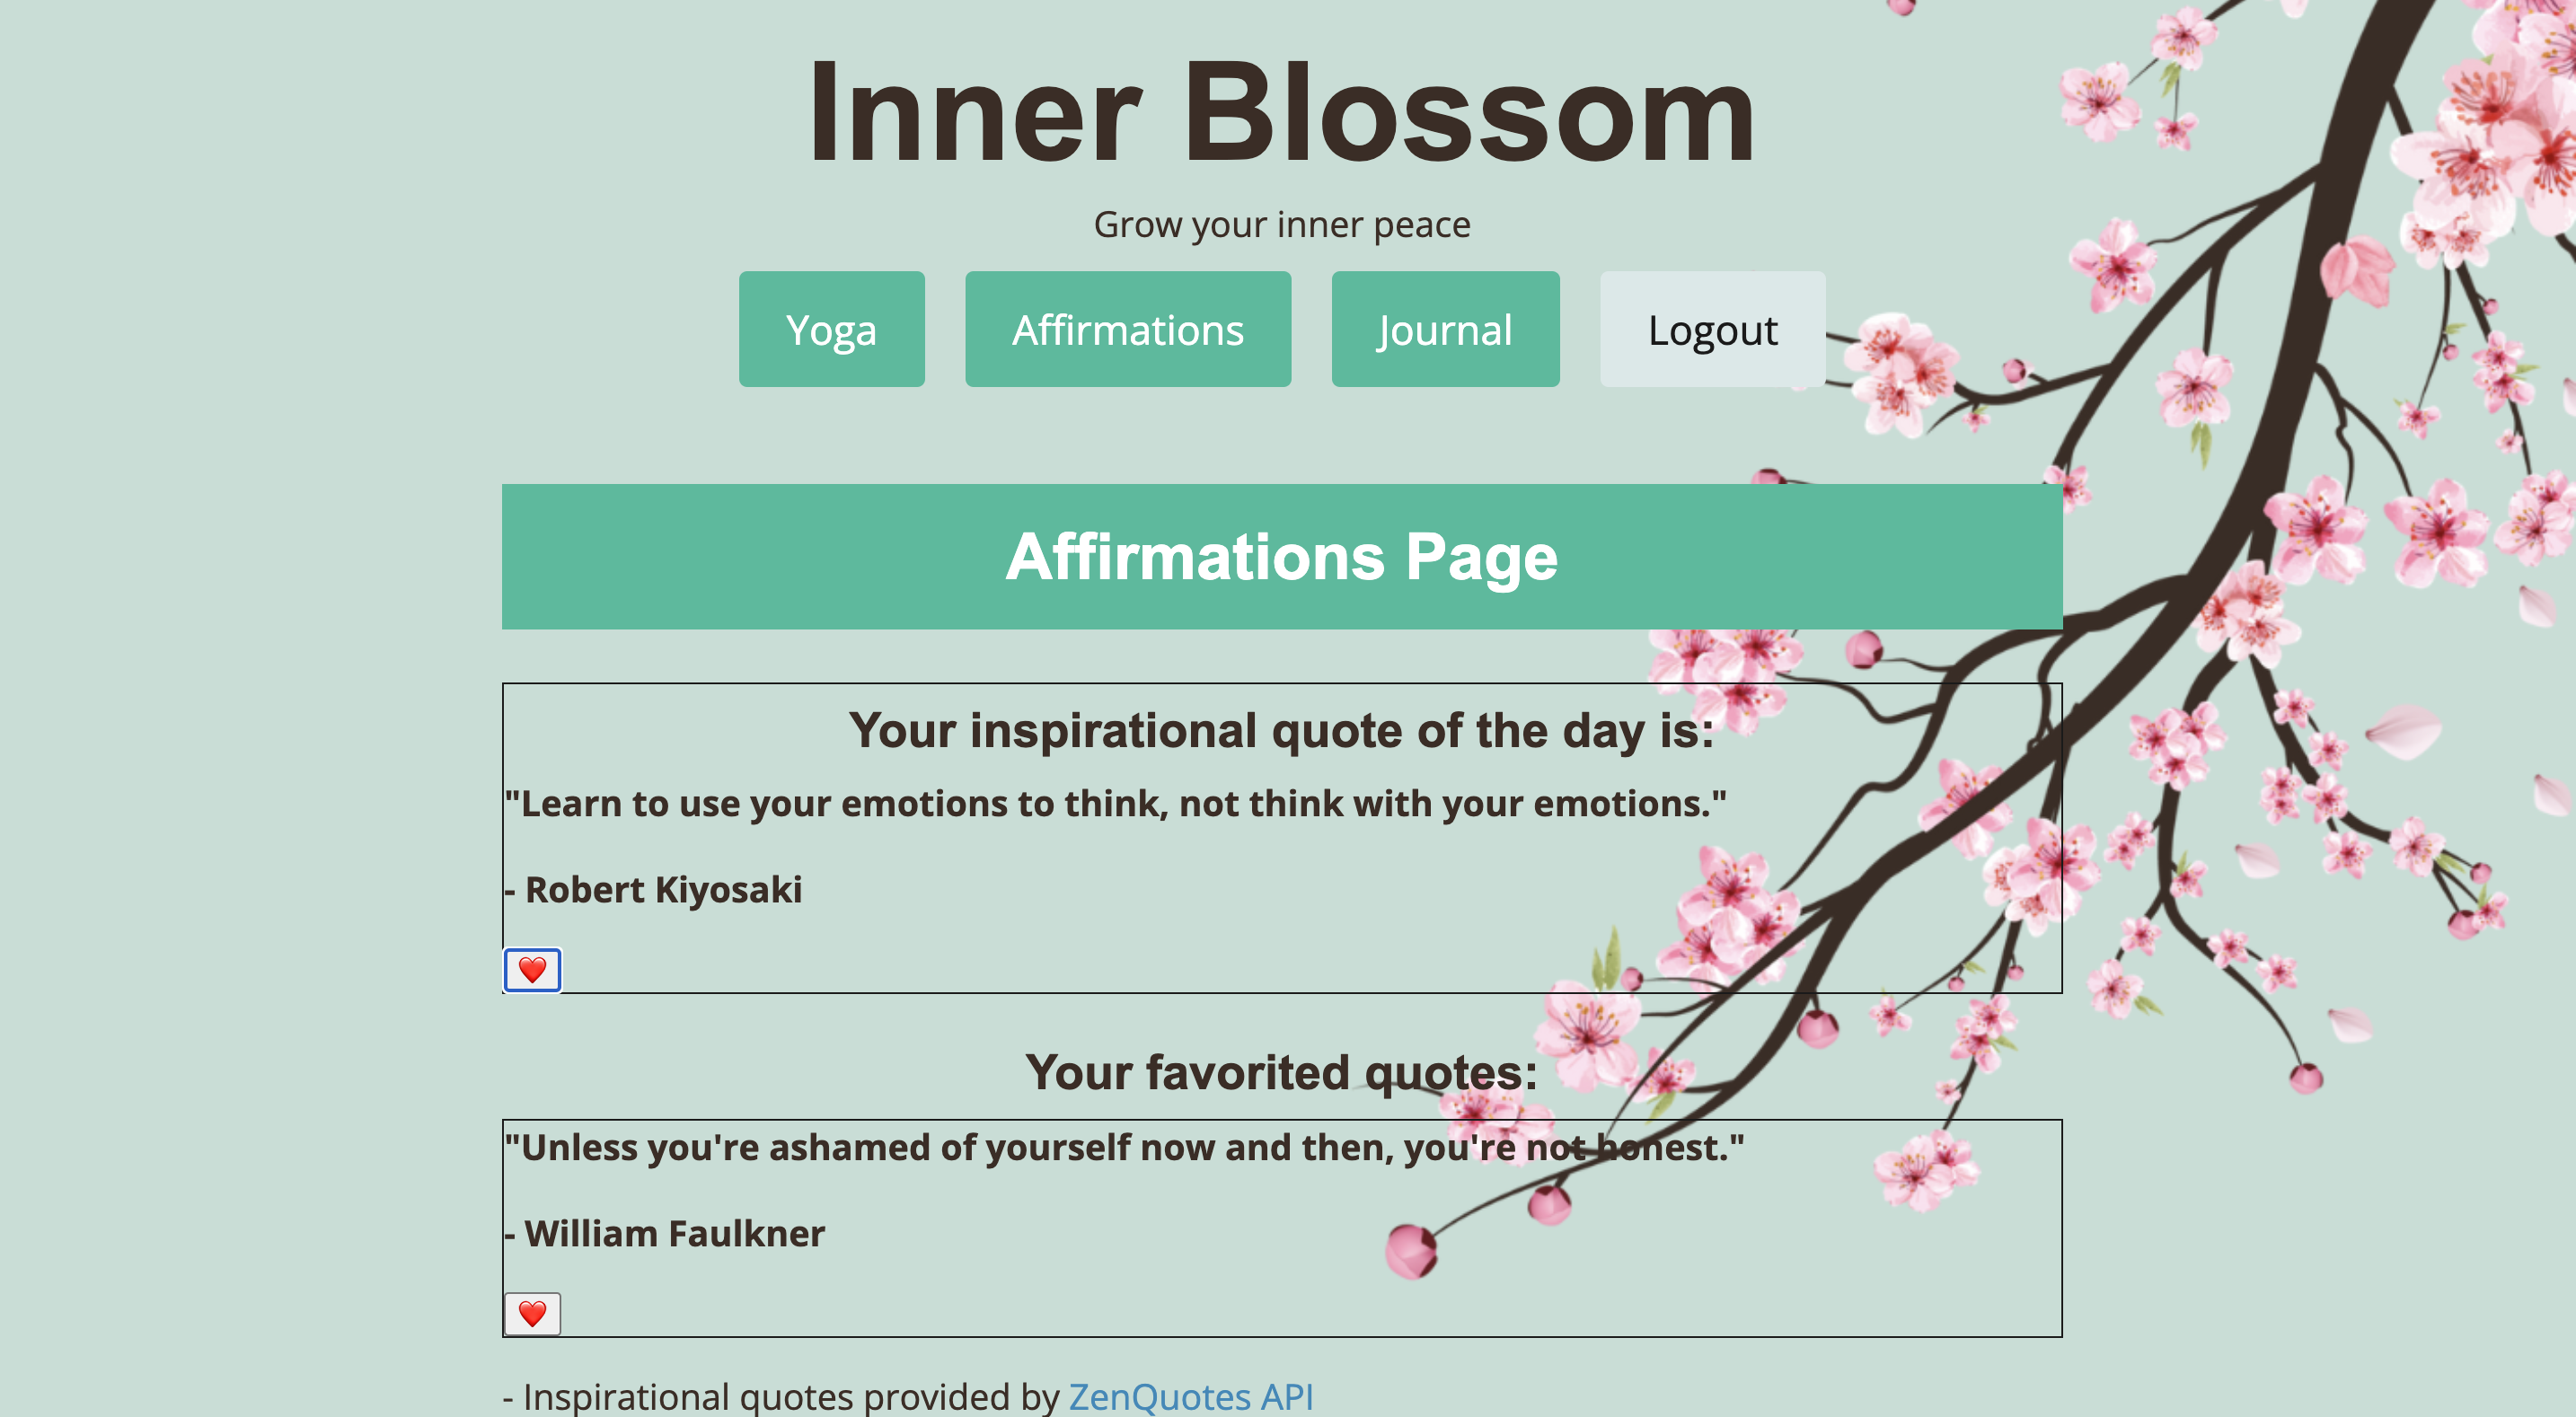 Inner Blossom
Grow your inner peace
Yoga Affirmations Journal Logout
Affirmations Page
Your inspirational quote of the day is:
"Learn to use your emotions to think, not think with your emotions."
- Robert Kiyosaki
Your favorited quotes:
"Unless you're ashamed of yourself now and then, you're not honest."
- William Faulkner
- Inspirational quotes provided by ZenQuotes API